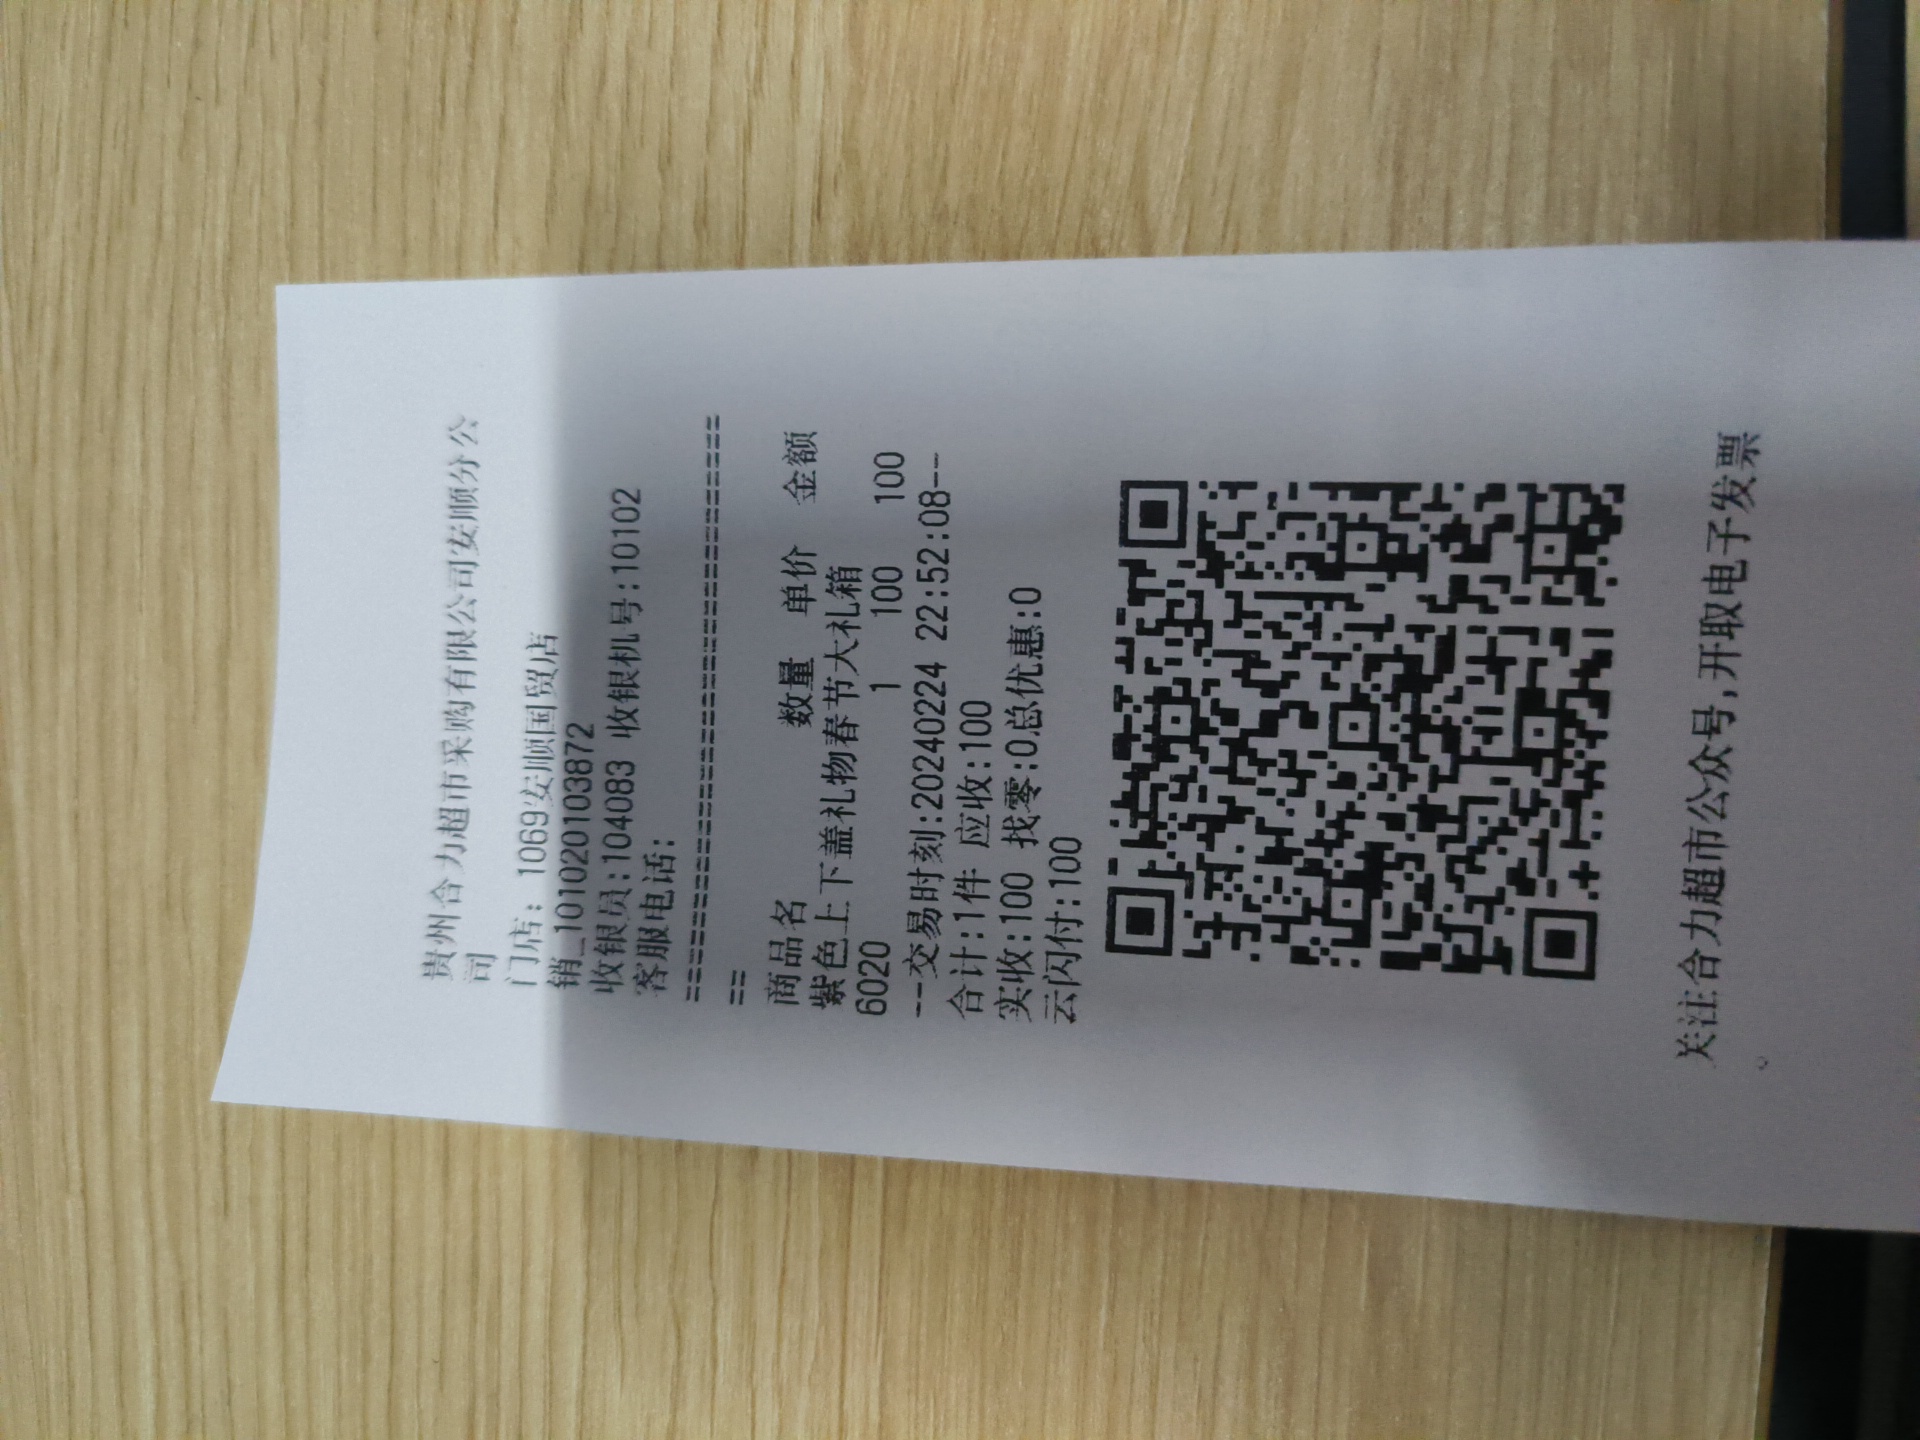 贵州合力超市采购有限公司安顺分公
司
门店：1069安顺国贸店
销_101020103872
收银员:104083 收银机号:10102
客服电话:
================================
==
商品名 数量 单价 金额
紫色上下盖礼物春节大礼箱
6020 1 100 100
--交易时刻:20240224 22:52:08--
合计:1件 应收:100
实收:100 找零:0总优惠:0
云闪付:100
关注合力超市公众号,开取电子发票
。